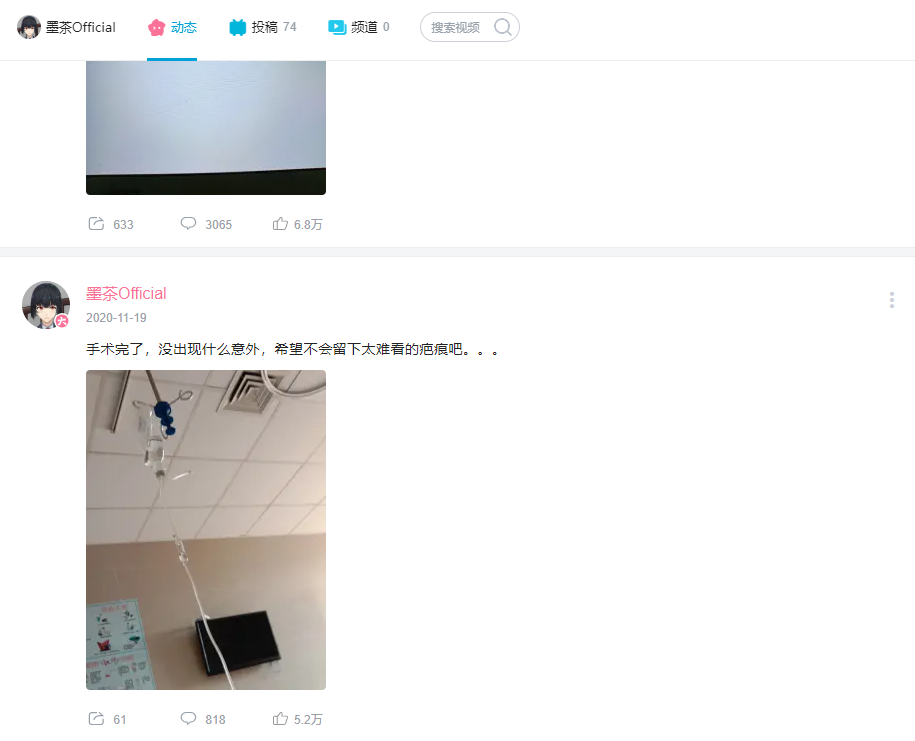 墨茶Official 动态 投稿 74 频道 0 搜索视频
633 3065 6.8万
墨茶Official
大
2020-11-19
手术完了，没出现什么意外，希望不会留下太难看的疤痕吧。。。
61 818 5.2万